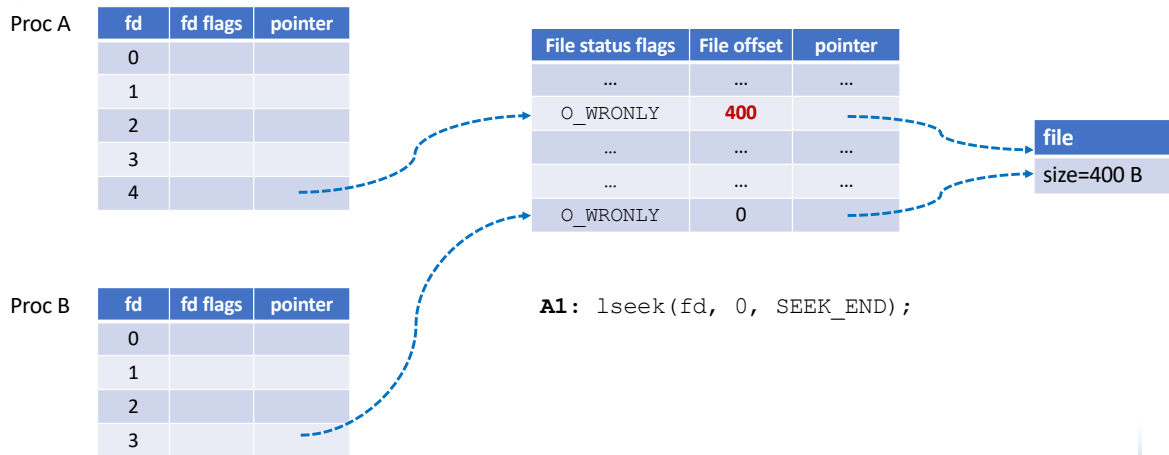 Proc A
fd fd flags pointer
0
1
2
3
4
File status flags File offset pointer
... ... ...
O_WRONLY 400
... ... ...
... ... ...
O_WRONLY 0
file
size=400 B
Proc B
fd fd flags pointer
0
1
2
3
A1: lseek(fd, 0, SEEK_END);